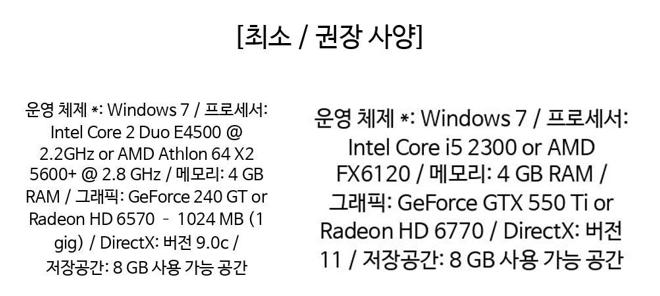 [최소 / 권장 사양]
운영 체제 *: Windows 7 / 프로세서:
Intel Core 2 Duo E4500 @
2.2GHz or AMD Athlon 64 X2
5600+ @ 2.8 GHz / 메모리: 4 GB
RAM / 그래픽: GeForce 240 GT or
Radeon HD 6570 – 1024 MB (1
gig) / DirectX: 버전 9.0c /
저장공간: 8 GB 사용 가능 공간
운영 체제 *: Windows 7 / 프로세서:
Intel Core i5 2300 or AMD
FX6120 / 메모리: 4 GB RAM /
그래픽: GeForce GTX 550 Ti or
Radeon HD 6770 / DirectX: 버전
11 / 저장공간: 8 GB 사용 가능 공간